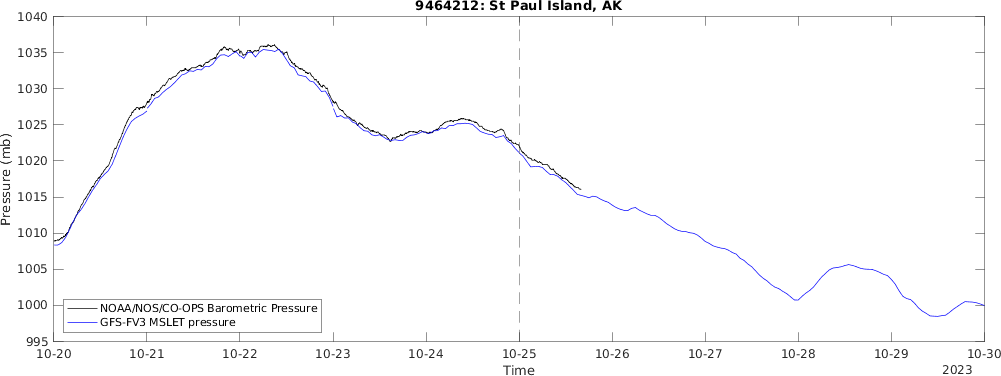 9464212: St Paul Island, AK
Pressure (mb)
1040
1035
1030
1025
1020
1015
1010
1005
1000
995
NOAA/NOS/CO-OPS Barometric Pressure
GFS-FV3 MSLET pressure
10-20 10-21 10-22 10-23 10-24 10-25 10-26 10-27 10-28 10-29 10-30
Time
2023